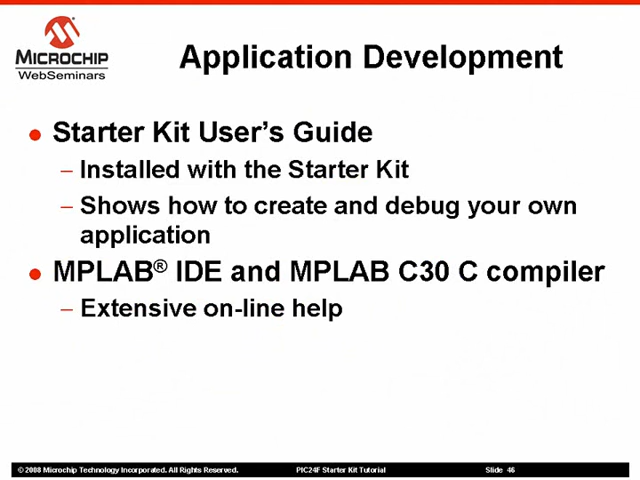 MICROCHIP
WebSeminars
Application Development
● Starter Kit User's Guide
– Installed with the Starter Kit
– Shows how to create and debug your own
application
● MPLAB® IDE and MPLAB C30 C compiler
– Extensive on-line help
© 2008 Microchip Technology Incorporated. All Rights Reserved. PIC24F Starter Kit Tutorial Slide 46